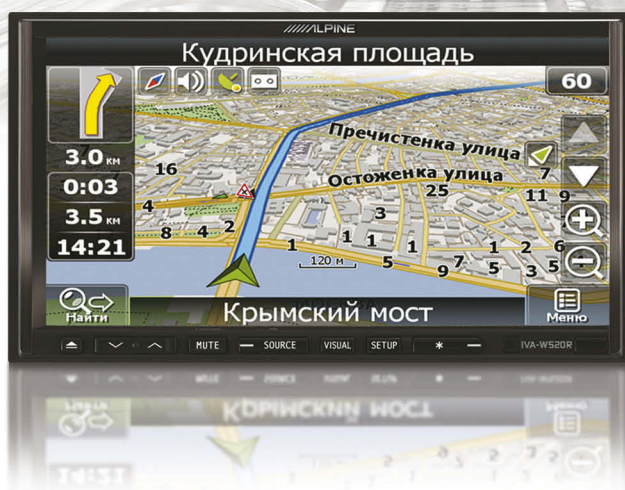 ALPINE
Кудринская площадь
60
3.0 км
0:03
3.5 км
14:21
Пречистенка улица
7
16
Остоженка улица
25
11
9
4
3
8
4
2
1
1
1
1
1
2
6
120 м
5
9
7
5
3
5
Найти
Крымский мост
Меню
MUTE
SOURCE
VISUAL
SETUP
IVA-W520R